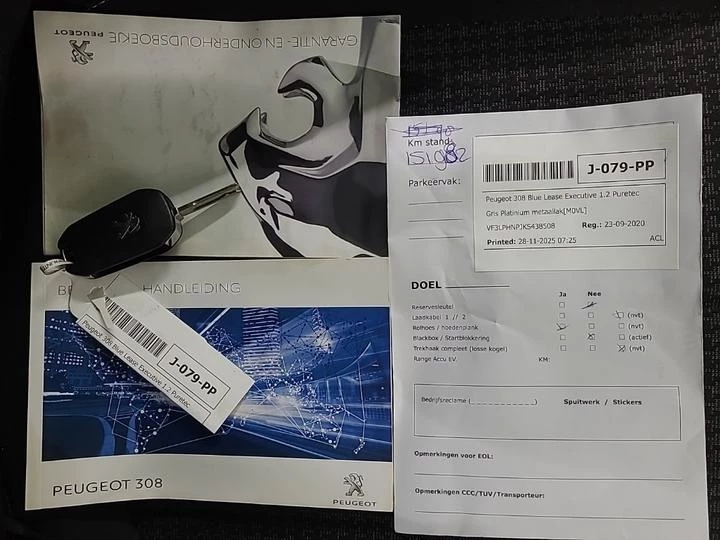 GARANTIE- EN ONDERHOUDSBOEKJE
PEUGEOT
HANDLEIDING
Peugeot 308 Blue Lease Executive 1.2 Puretec
J-079-PP
PEUGEOT 308
PEUGEOT
Km stand:
Parkeervak:
J-079-PP
Peugeot 308 Blue Lease Executive 1.2 Puretec
Gris Platinium metaallak[M0VL]
VF3LPHNPJKS438508 Reg.: 23-09-2020
Printed: 28-11-2025 07:25 ACL
DOEL
Ja Nee
Reservesleutel
Laadkabel 1 // 2 (nvt)
Rolhoes / hoedenplank (nvt)
Blackbox / Startblokkering (actief)
Trekhaak compleet (losse kogel) (nvt)
Range Accu EV KM:
Bedrijfsreclame (_ _ _ _ _ _ _ _ _ _ _) Spuitwerk / Stickers
Opmerkingen voor EOL:
Opmerkingen CCC/TUV/Transporteur: